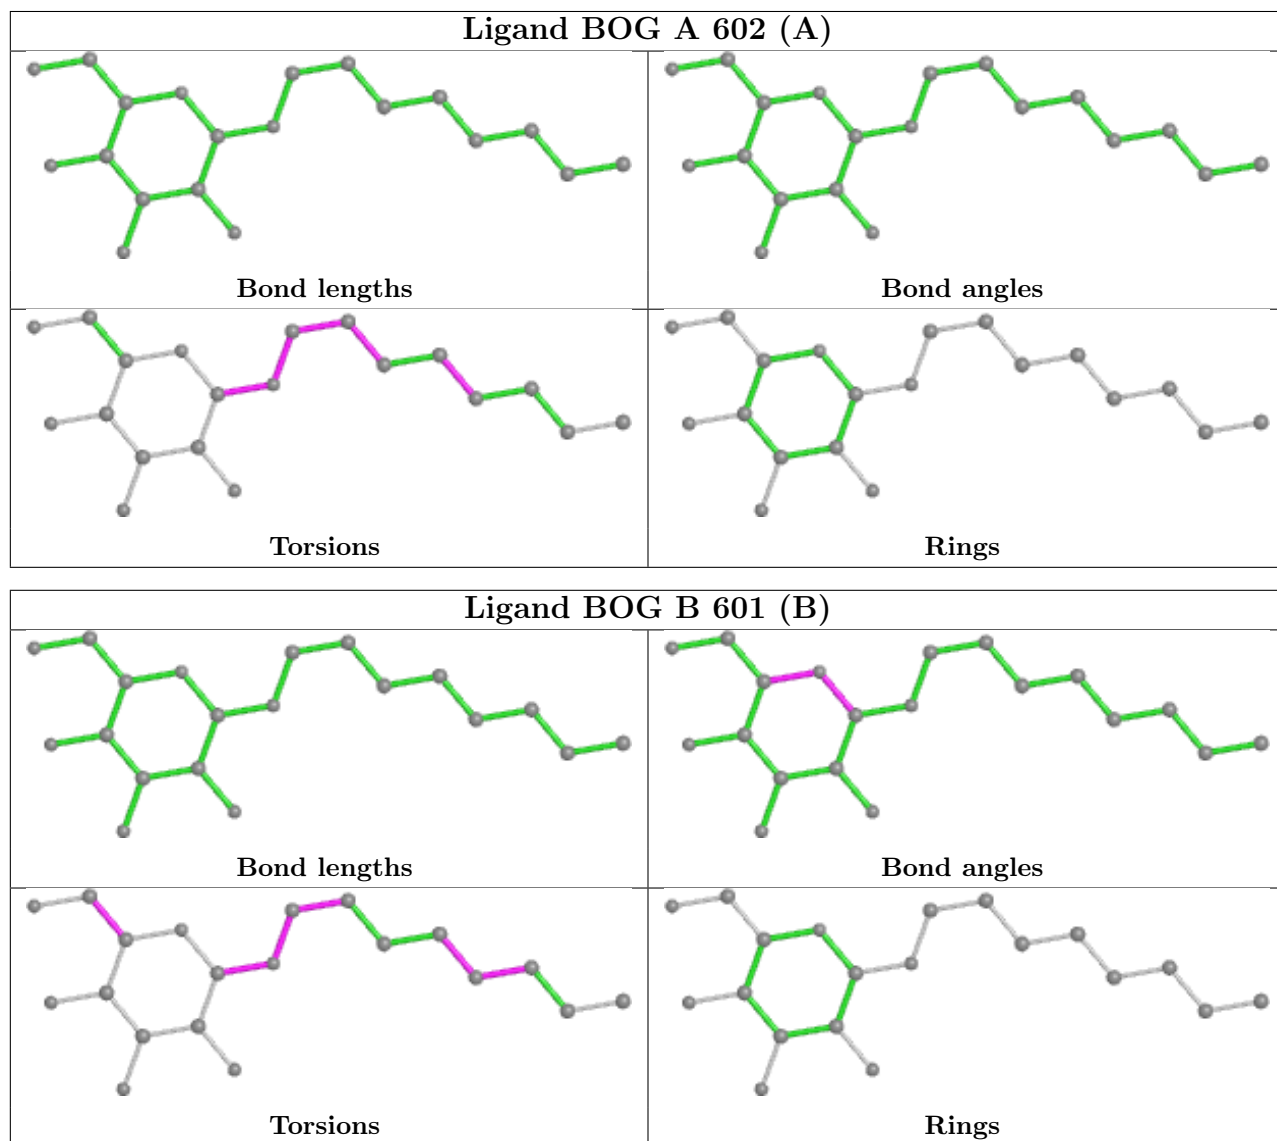 Ligand BOG A 602 (A)
Bond lengths
Bond angles
Torsions
Rings
Ligand BOG B 601 (B)
Bond lengths
Bond angles
Torsions
Rings